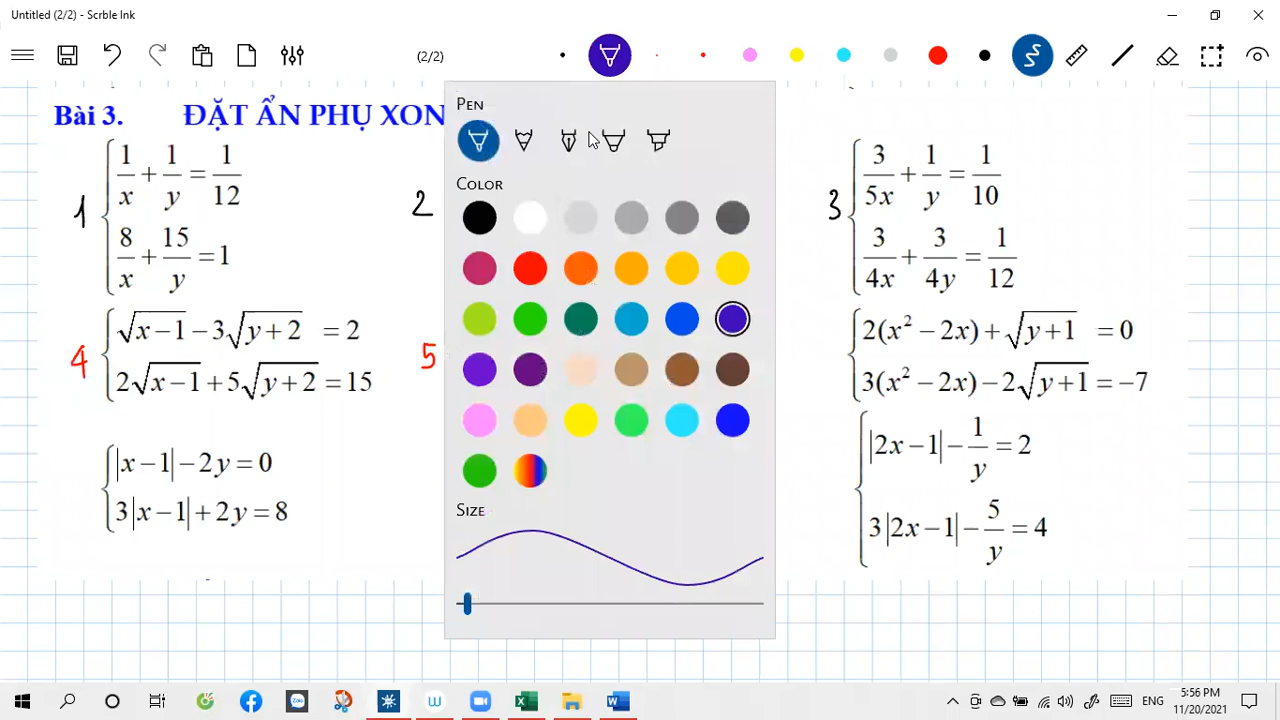 Untitled (2/2) - Scrble Ink
(2/2)
Bài 3. ĐẶT ẨN PHỤ XON
PEN
COLOR
SIZE
1 { 1/x + 1/y = 1/12
8/x + 15/y = 1
2
3 { 3/5x + 1/y = 1/10
3/4x + 3/4y = 1/12
4 { √x−1 − 3√y+2 = 2
2√x−1 + 5√y+2 = 15
5
{ 2(x² − 2x) + √y+1 = 0
3(x² − 2x) − 2√y+1 = −7
{ |x−1| − 2y = 0
3|x−1| + 2y = 8
{ |2x−1| − 1/y = 2
3|2x−1| − 5/y = 4
Zalo
ENG
5:56 PM
11/20/2021